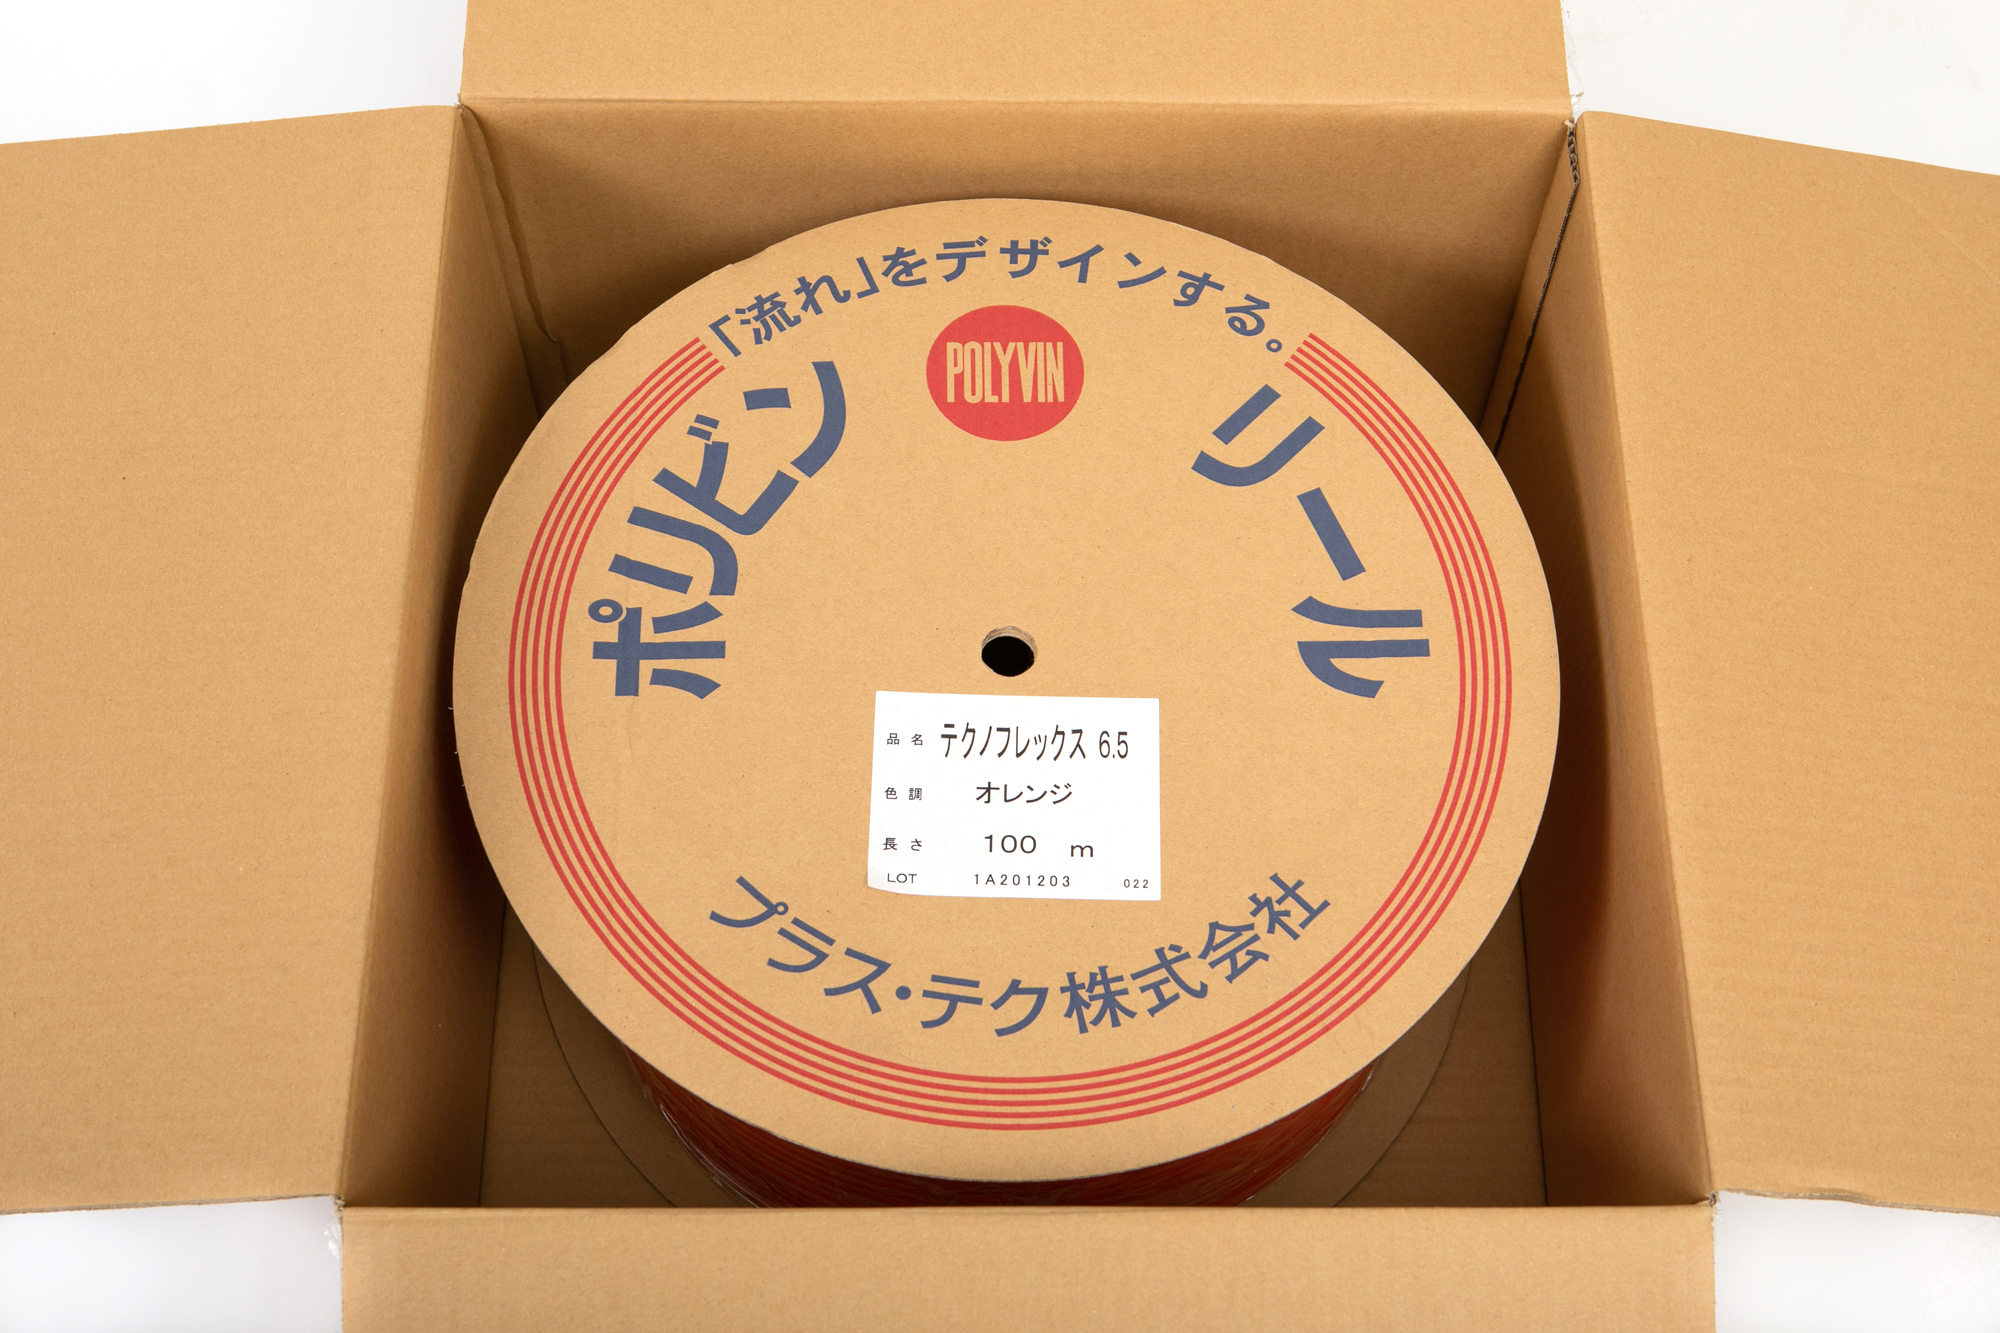 「流れ」をデザインする。
POLYVIN
ポリビン リール
品名 テクノフレックス 6.5
色調 オレンジ
長さ 100 m
LOT 1A201203 022
プラス・テク株式会社